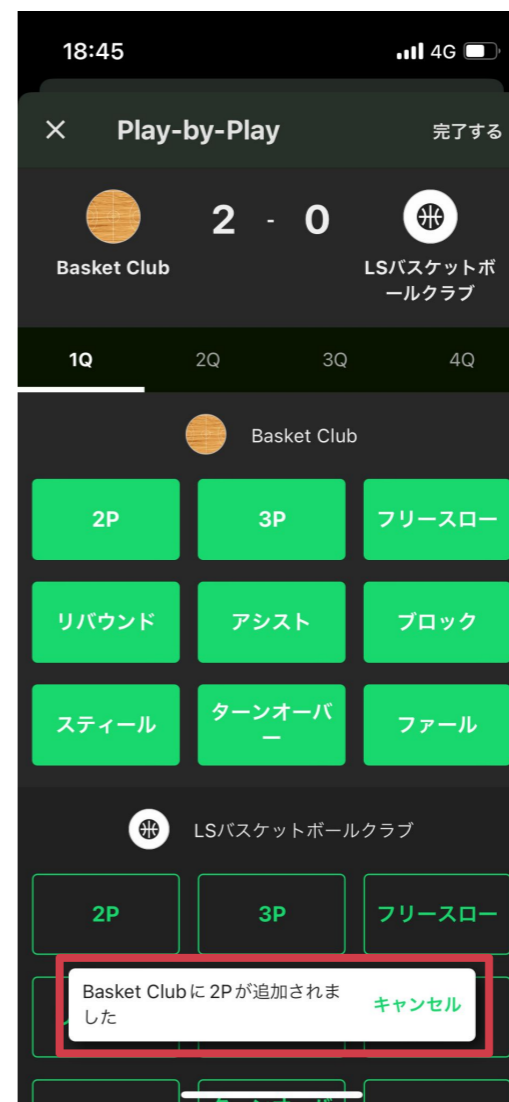 18:45
4G
Play-by-Play
完了する
2 - 0
Basket Club
LSバスケットボ
ールクラブ
1Q
2Q
3Q
4Q
Basket Club
2P
3P
フリースロー
リバウンド
アシスト
ブロック
スティール
ターンオーバ
ー
ファール
LSバスケットボールクラブ
2P
3P
フリースロー
Basket Clubに2Pが追加されま
した
キャンセル